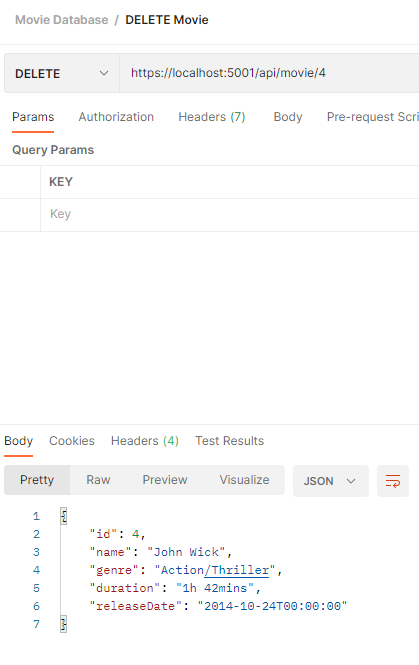 Movie Database / DELETE Movie
DELETE https://localhost:5001/api/movie/4
Params Authorization Headers (7) Body Pre-request Scri
Query Params
KEY
Key
Body Cookies Headers (4) Test Results
Pretty Raw Preview Visualize JSON
1 {
2 "id": 4,
3 "name": "John Wick",
4 "genre": "Action/Thriller",
5 "duration": "1h 42mins",
6 "releaseDate": "2014-10-24T00:00:00"
7 }